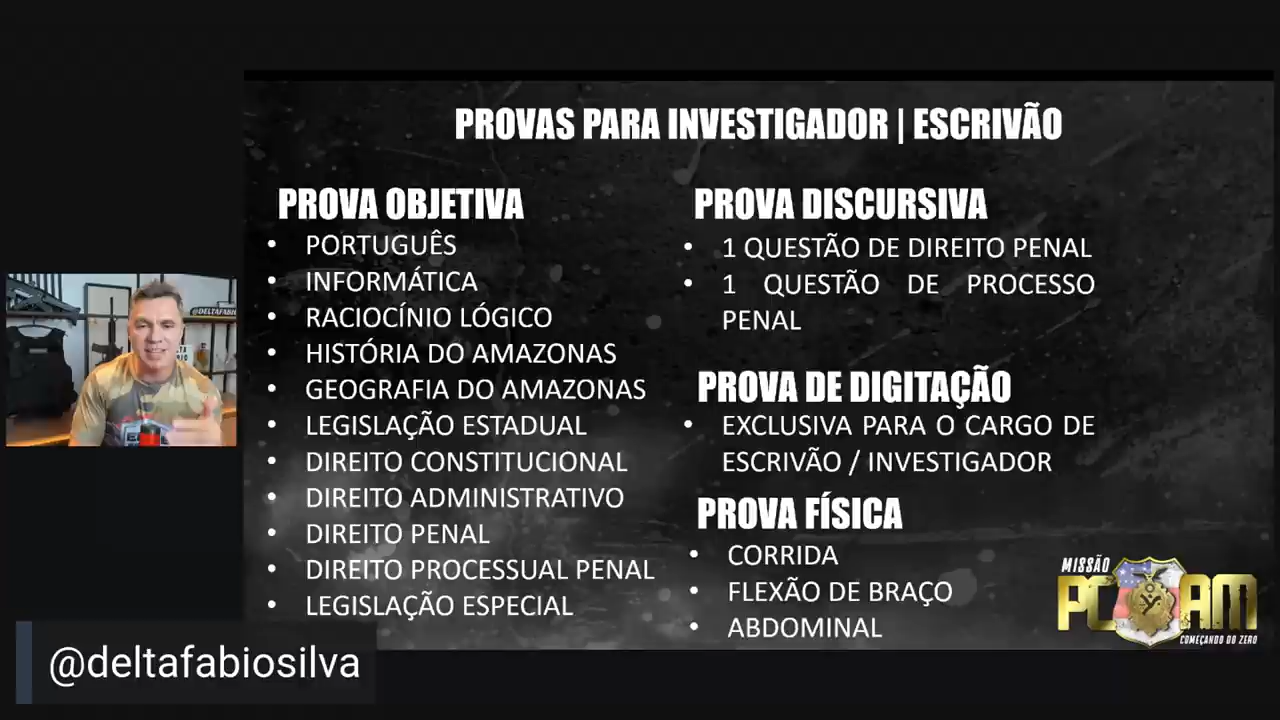 PROVAS PARA INVESTIGADOR | ESCRIVÃO
PROVA OBJETIVA
• PORTUGUÊS
• INFORMÁTICA
• RACIOCÍNIO LÓGICO
• HISTÓRIA DO AMAZONAS
• GEOGRAFIA DO AMAZONAS
• LEGISLAÇÃO ESTADUAL
• DIREITO CONSTITUCIONAL
• DIREITO ADMINISTRATIVO
• DIREITO PENAL
• DIREITO PROCESSUAL PENAL
• LEGISLAÇÃO ESPECIAL
PROVA DISCURSIVA
• 1 QUESTÃO DE DIREITO PENAL
• 1 QUESTÃO DE PROCESSO
PENAL
PROVA DE DIGITAÇÃO
• EXCLUSIVA PARA O CARGO DE
ESCRIVÃO / INVESTIGADOR
PROVA FÍSICA
• CORRIDA
• FLEXÃO DE BRAÇO
• ABDOMINAL
MISSÃO
PC AM
COMEÇANDO DO ZERO
@DELTAFABIO
@deltafabiosilva